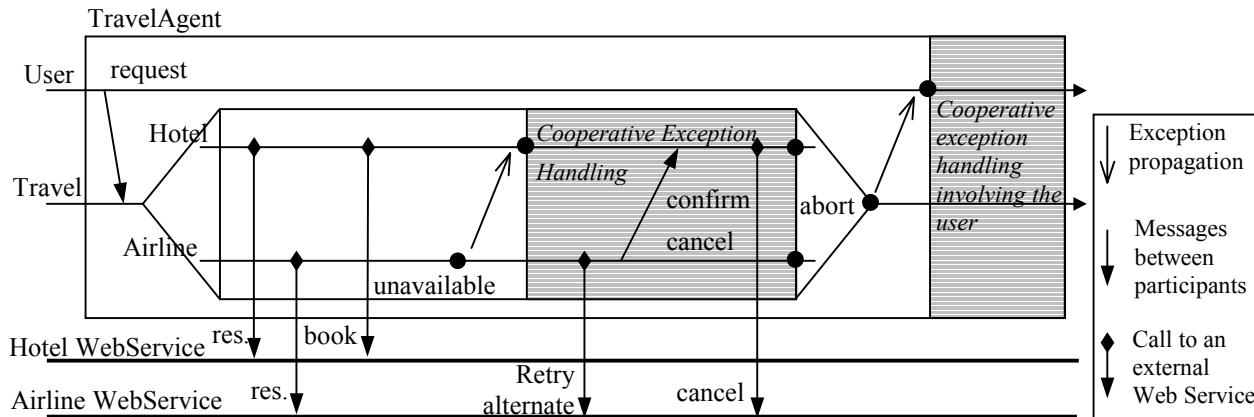 TravelAgent
User
request
Hotel
Cooperative Exception
Handling
Cooperative
exception
handling
involving the
user
Travel
confirm
abort
Airline
cancel
unavailable
res.
book
Hotel WebService
res.
Retry
alternate
cancel
Airline WebService
Exception
propagation
Messages
between
participants
Call to an
external
Web Service